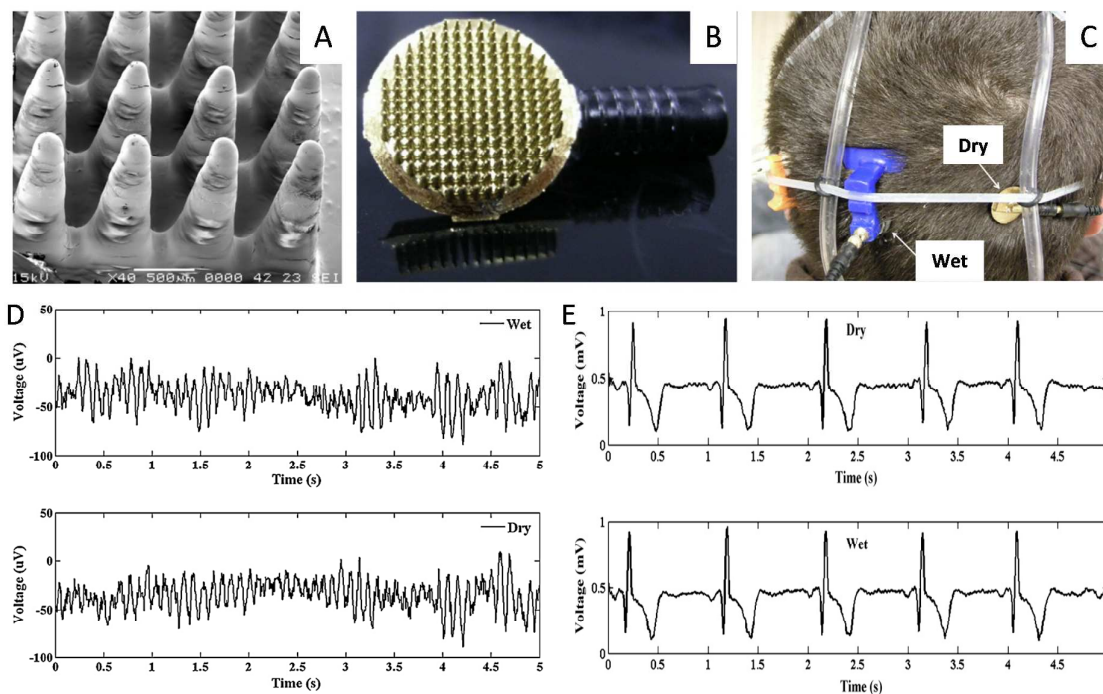 A
15kV X40 500μm 0000 42 23 SEI
B
C
Dry
Wet
D
50
0
-50
-100
Voltage (uV)
Wet
0 0.5 1 1.5 2 2.5 3 3.5 4 4.5 5
Time (s)
50
0
-50
-100
Voltage (uV)
Dry
0 0.5 1 1.5 2 2.5 3 3.5 4 4.5 5
Time (s)
E
1
0.5
0
Voltage (mV)
Dry
0 0.5 1 1.5 2 2.5 3 3.5 4 4.5
Time (s)
1
0.5
0
Voltage (mV)
Wet
0 0.5 1 1.5 2 2.5 3 3.5 4 4.5
Time (s)